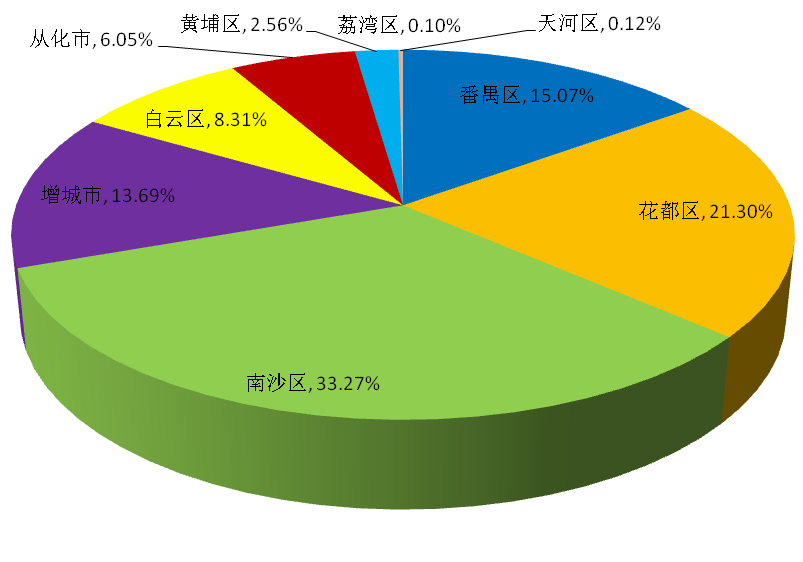 黄埔区, 2.56%
荔湾区, 0.10%
天河区, 0.12%
从化市, 6.05%
番禺区, 15.07%
白云区, 8.31%
增城市, 13.69%
花都区, 21.30%
南沙区, 33.27%